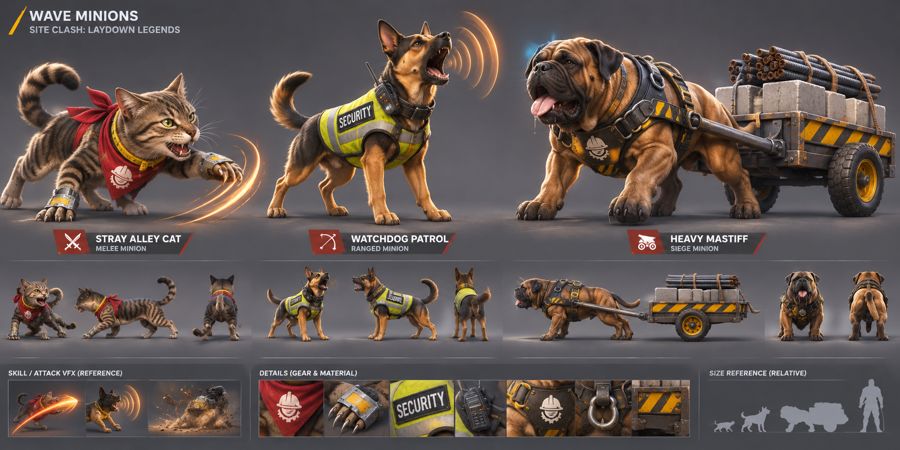 WAVE MINIONS
SITE CLASH: LAYDOWN LEGENDS
SECURITY
STRAY ALLEY CAT
MELEE MINION
WATCHDOG PATROL
RANGED MINION
HEAVY MASTIFF
SIEGE MINION
SKILL / ATTACK VFX (REFERENCE)
DETAILS (GEAR & MATERIAL)
SIZE REFERENCE (RELATIVE)
SECURITY